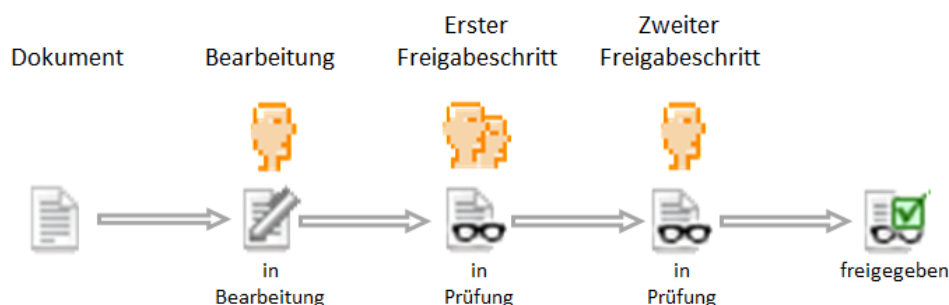 Dokument
Bearbeitung
Erster
Freigabeschritt
Zweiter
Freigabeschritt
in
Bearbeitung
in
Prüfung
in
Prüfung
freigegeben